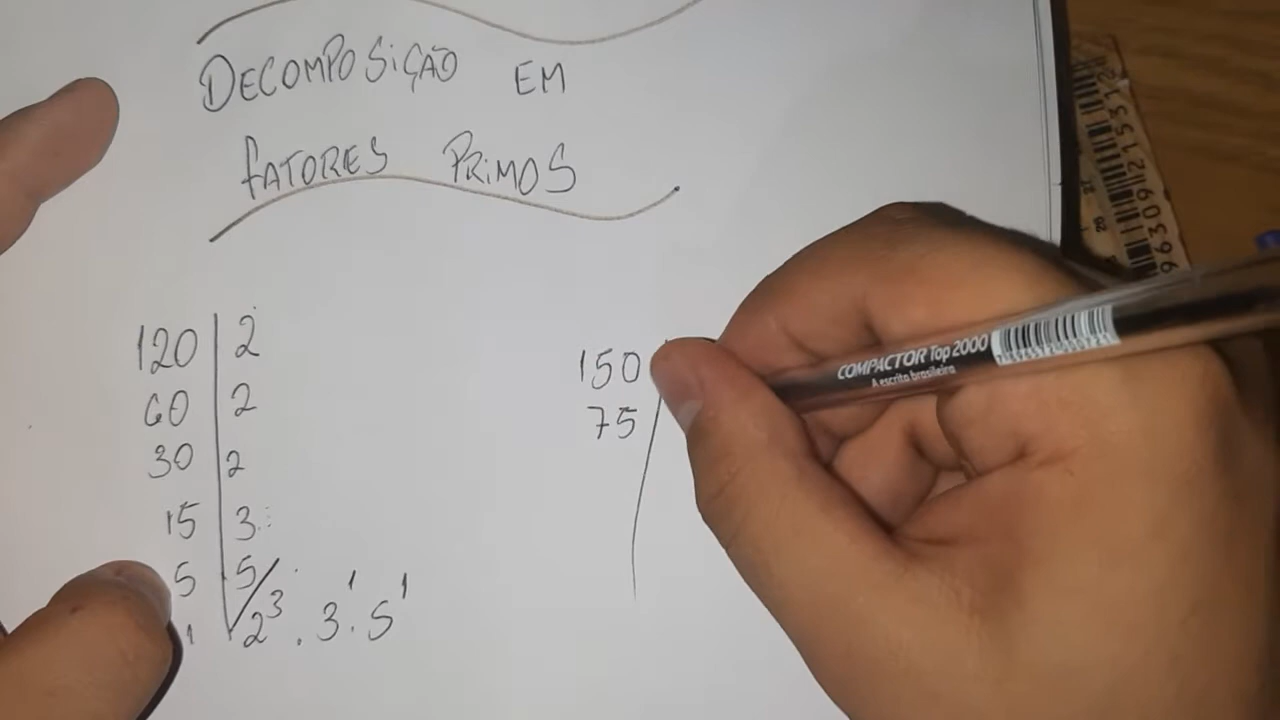 DECOMPOSIÇÃO EM
FATORES PRIMOS
120 | 2
60 | 2
30 | 2
15 | 3
5 | 5
1 | 2³ . 3¹ . 5¹
150
75
COMPACTOR Top 2000
A escrita brasileira